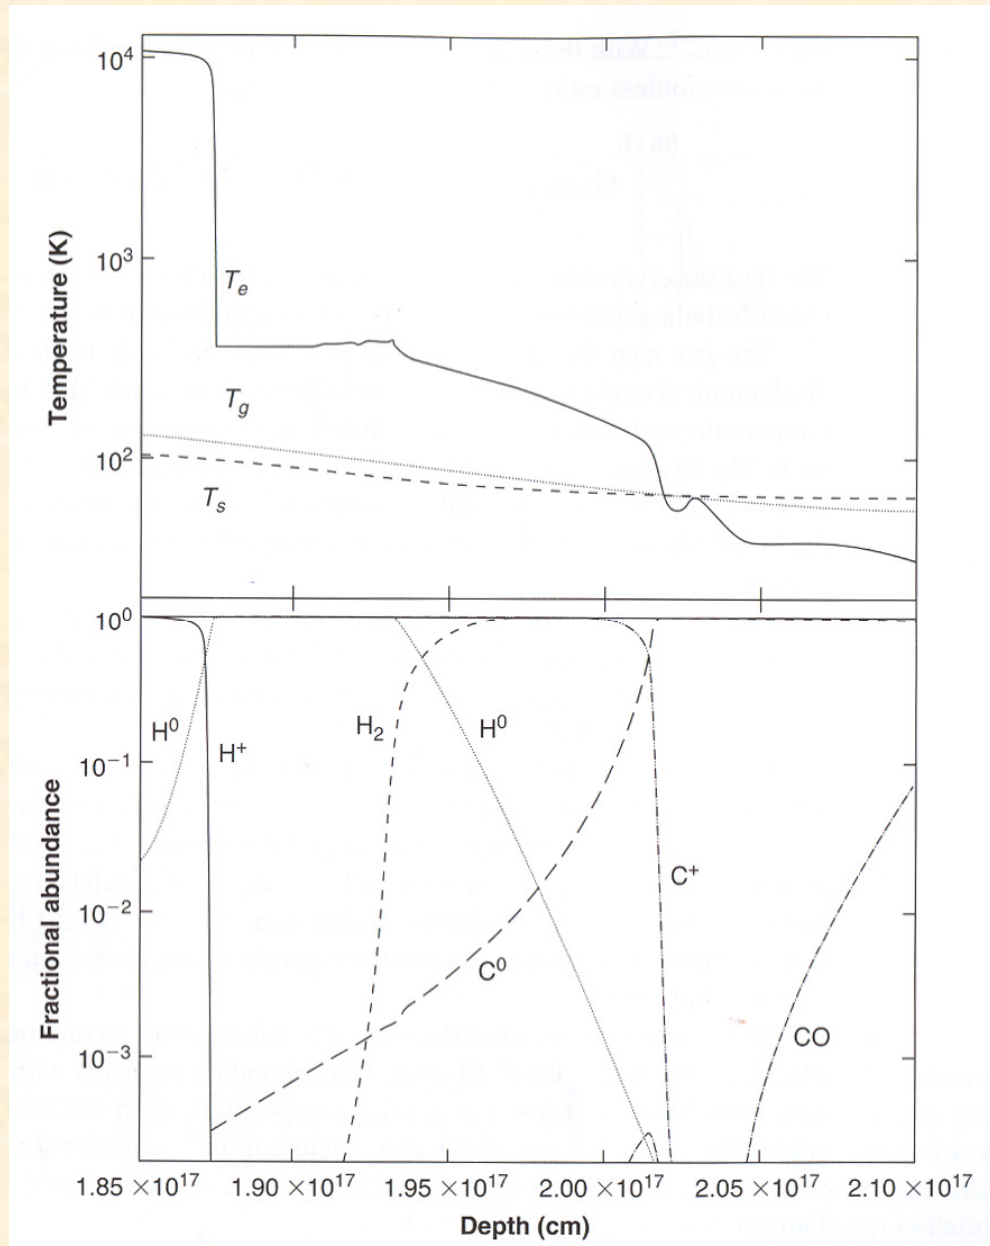 10⁴
10³
10²
Temperature (K)
Tₑ
T_g
Tₛ
10⁰
10⁻¹
10⁻²
10⁻³
Fractional abundance
H⁰
H⁺
H₂
H⁰
C⁰
C⁺
CO
1.85 ×10¹⁷
1.90 ×10¹⁷
1.95 ×10¹⁷
2.00 ×10¹⁷
2.05 ×10¹⁷
2.10 ×10¹⁷
Depth (cm)